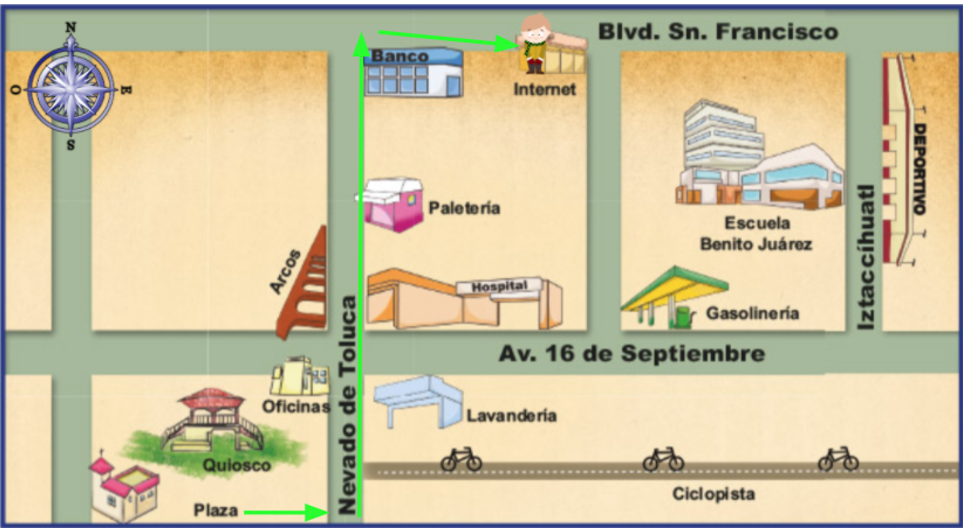 N
O
E
S
Blvd. Sn. Francisco
Banco
Internet
DEPORTIVO
Paletería
Escuela
Benito Juárez
Iztaccíhuatl
Arcos
Hospital
Gasolinería
Nevado de Toluca
Av. 16 de Septiembre
Oficinas
Lavandería
Quiosco
Ciclopista
Plaza